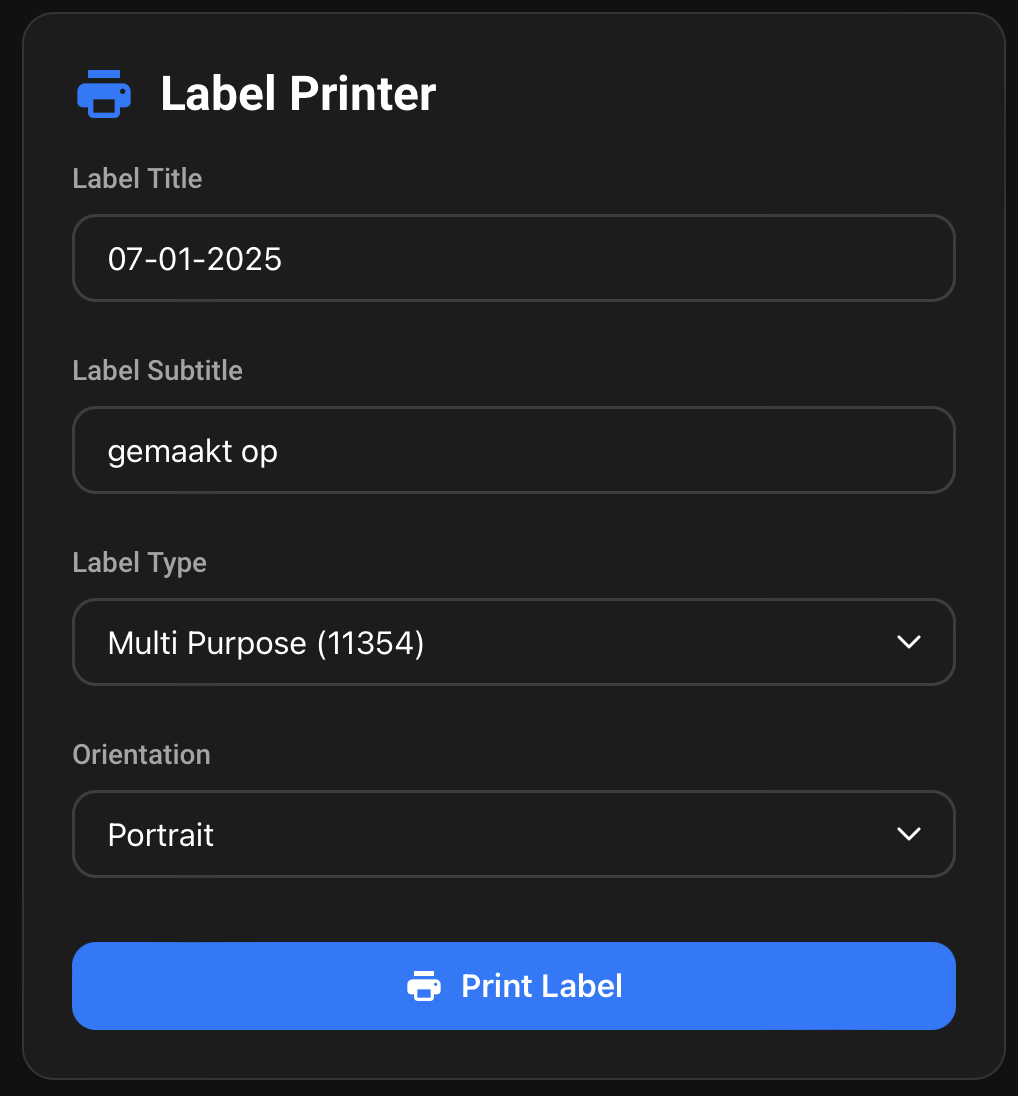 Label Printer
Label Title
07-01-2025
Label Subtitle
gemaakt op
Label Type
Multi Purpose (11354)
Orientation
Portrait
Print Label